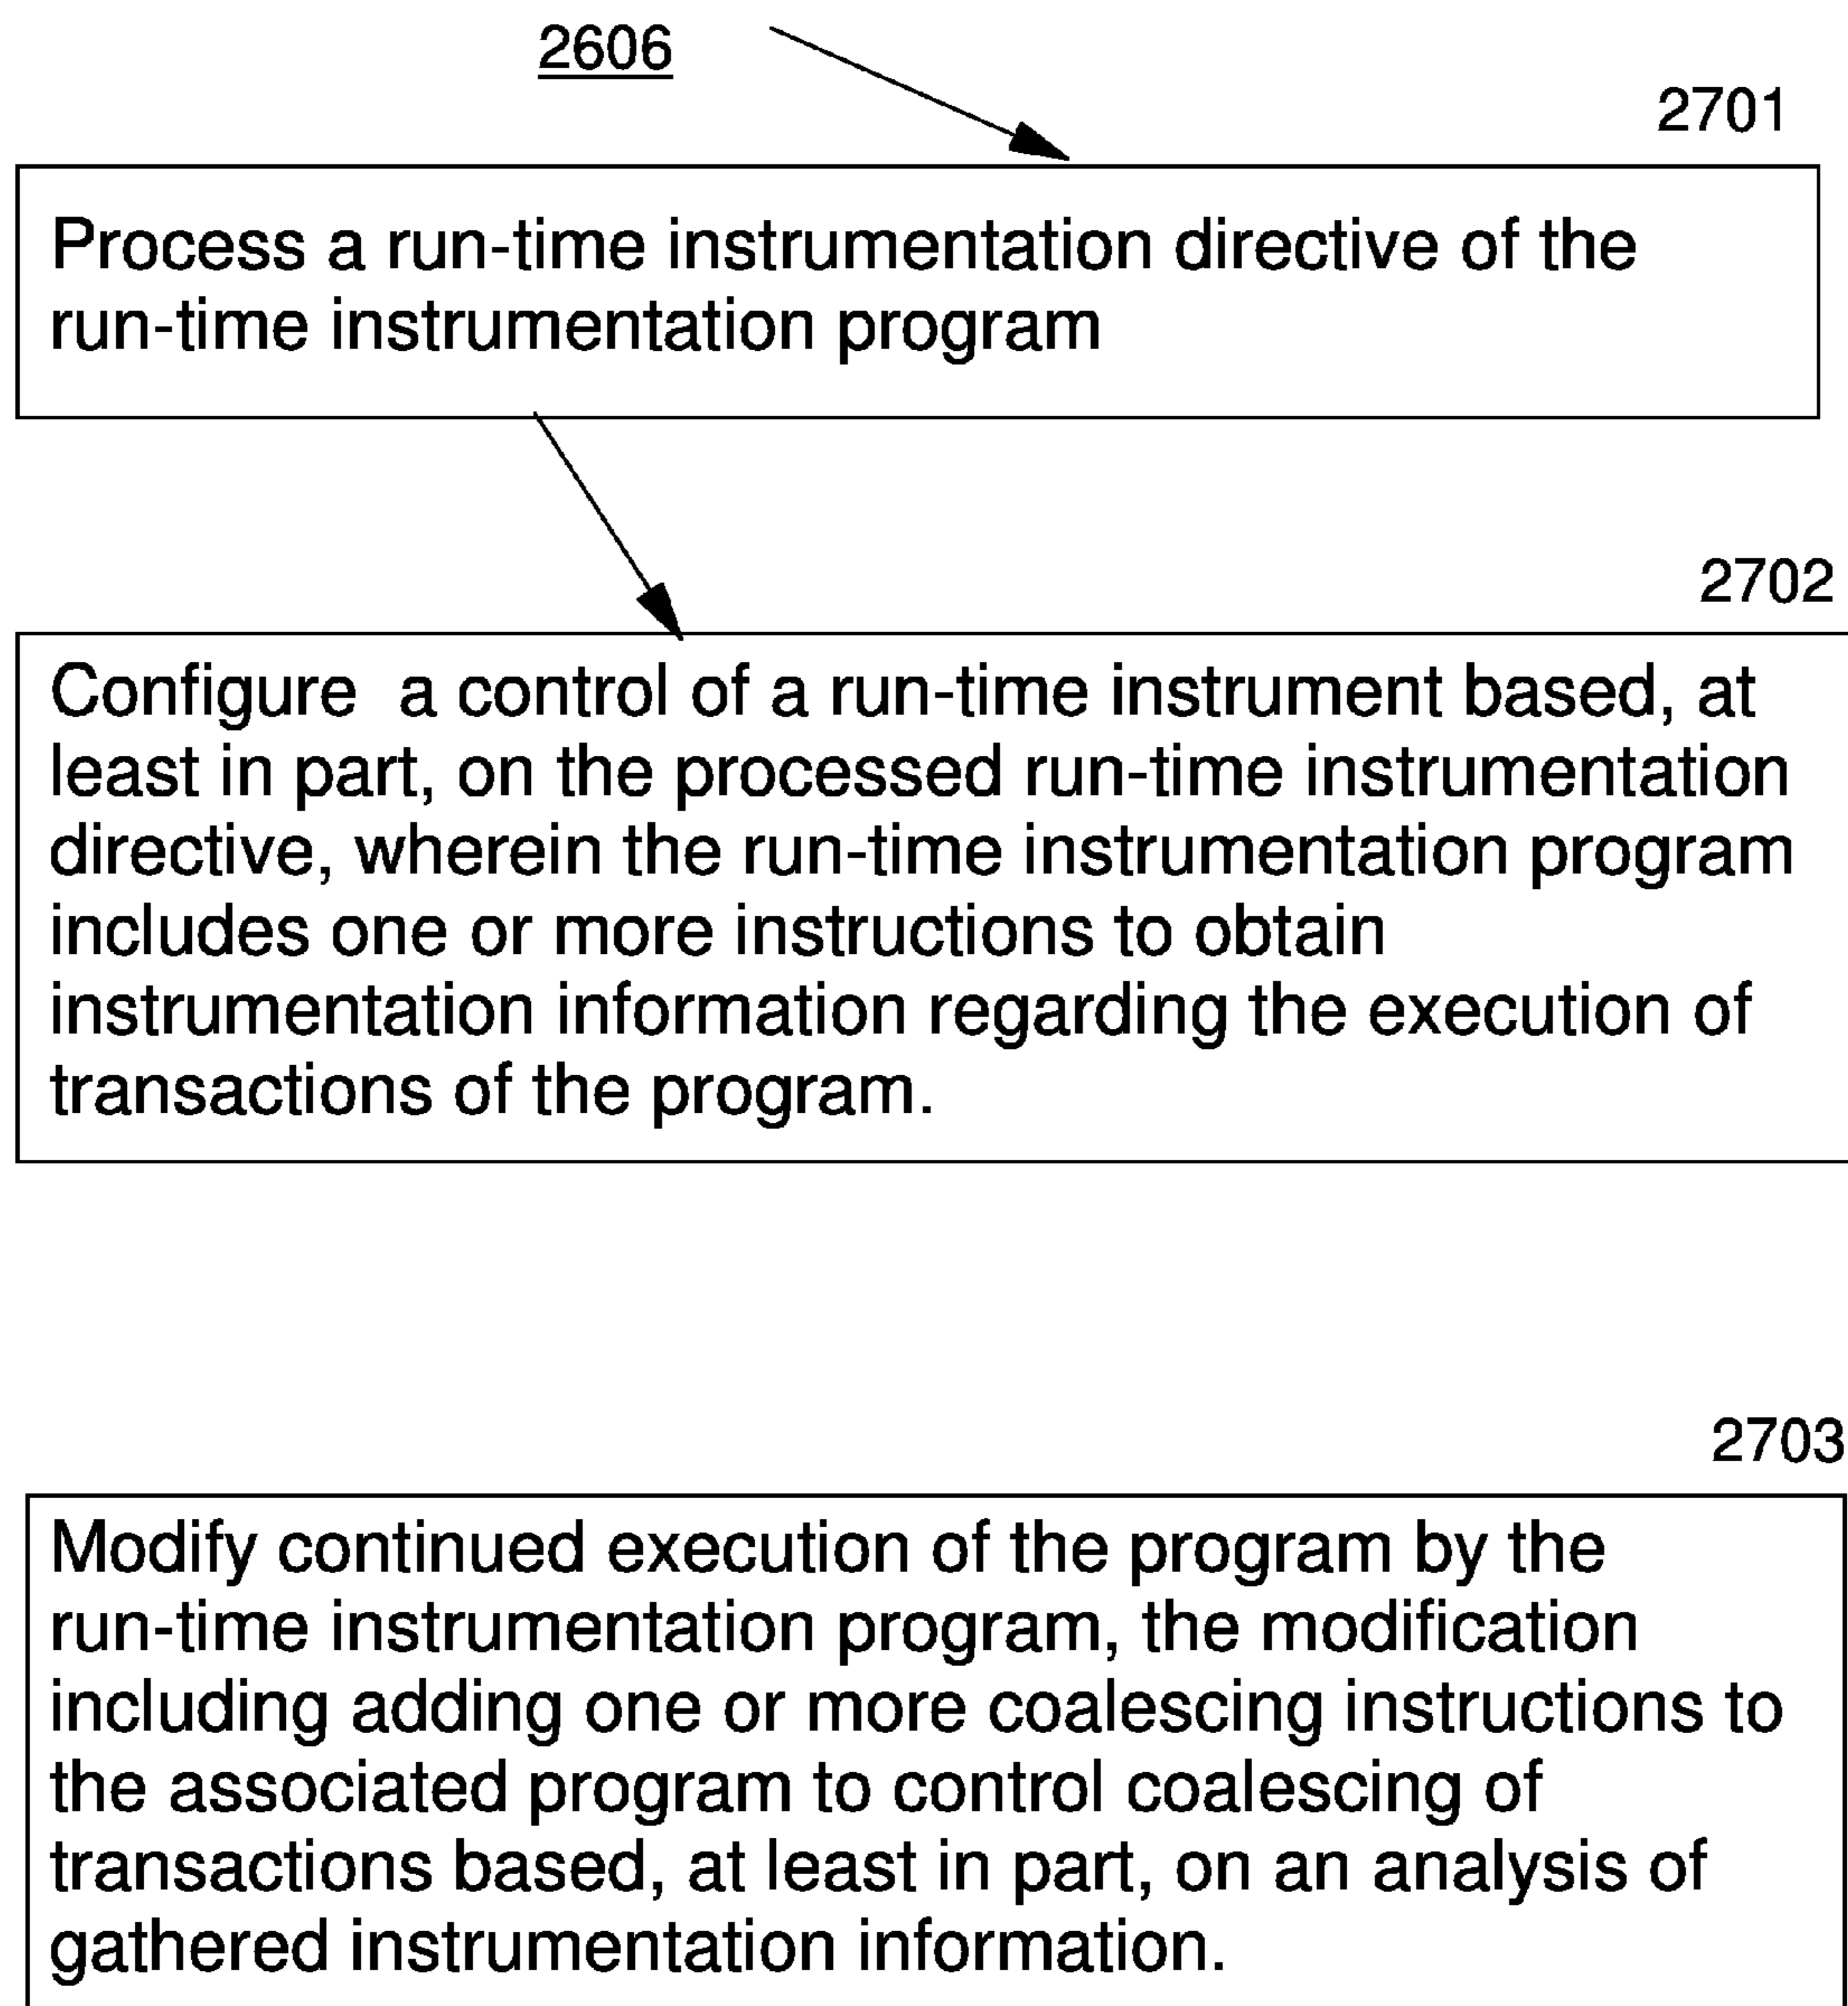 2606
2701
Process a run-time instrumentation directive of the
run-time instrumentation program
2702
Configure a control of a run-time instrument based, at
least in part, on the processed run-time instrumentation
directive, wherein the run-time instrumentation program
includes one or more instructions to obtain
instrumentation information regarding the execution of
transactions of the program.
2703
Modify continued execution of the program by the
run-time instrumentation program, the modification
including adding one or more coalescing instructions to
the associated program to control coalescing of
transactions based, at least in part, on an analysis of
gathered instrumentation information.